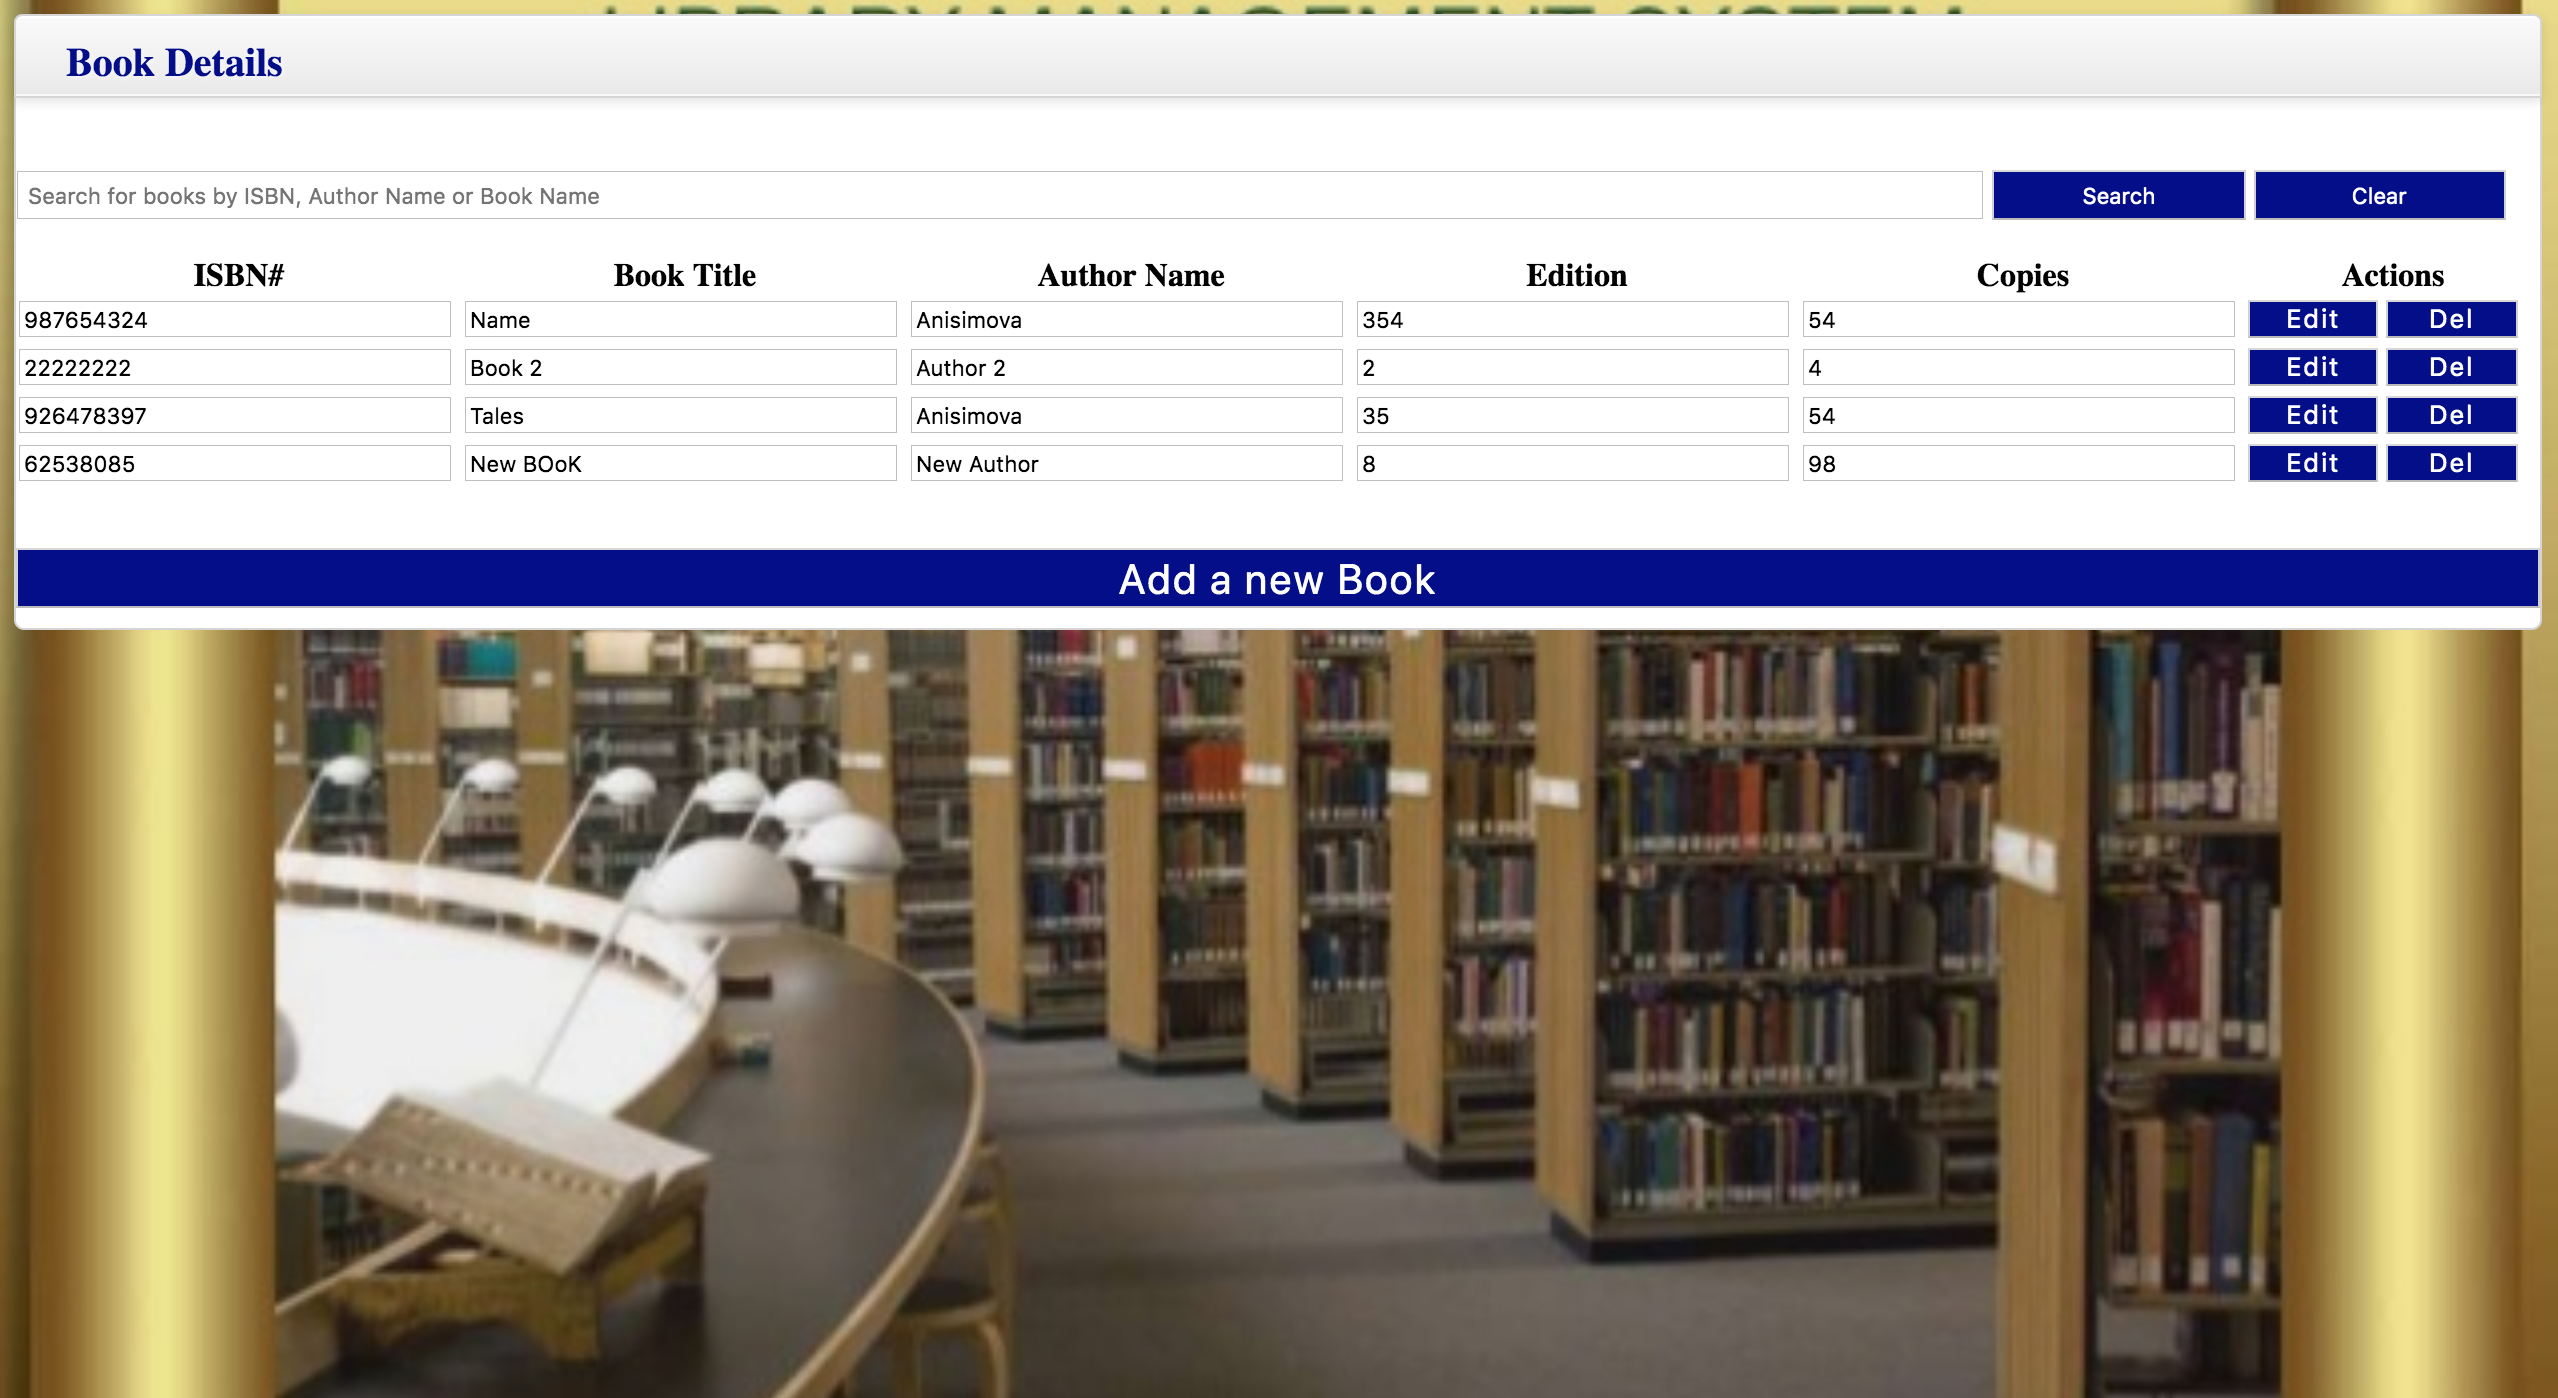 LIBRARY MANAGEMENT SYSTEM
Book Details
Search for books by ISBN, Author Name or Book Name Search Clear
ISBN# Book Title Author Name Edition Copies Actions
987654324 Name Anisimova 354 54 Edit Del
22222222 Book 2 Author 2 2 4 Edit Del
926478397 Tales Anisimova 35 54 Edit Del
62538085 New BOoK New Author 8 98 Edit Del
Add a new Book